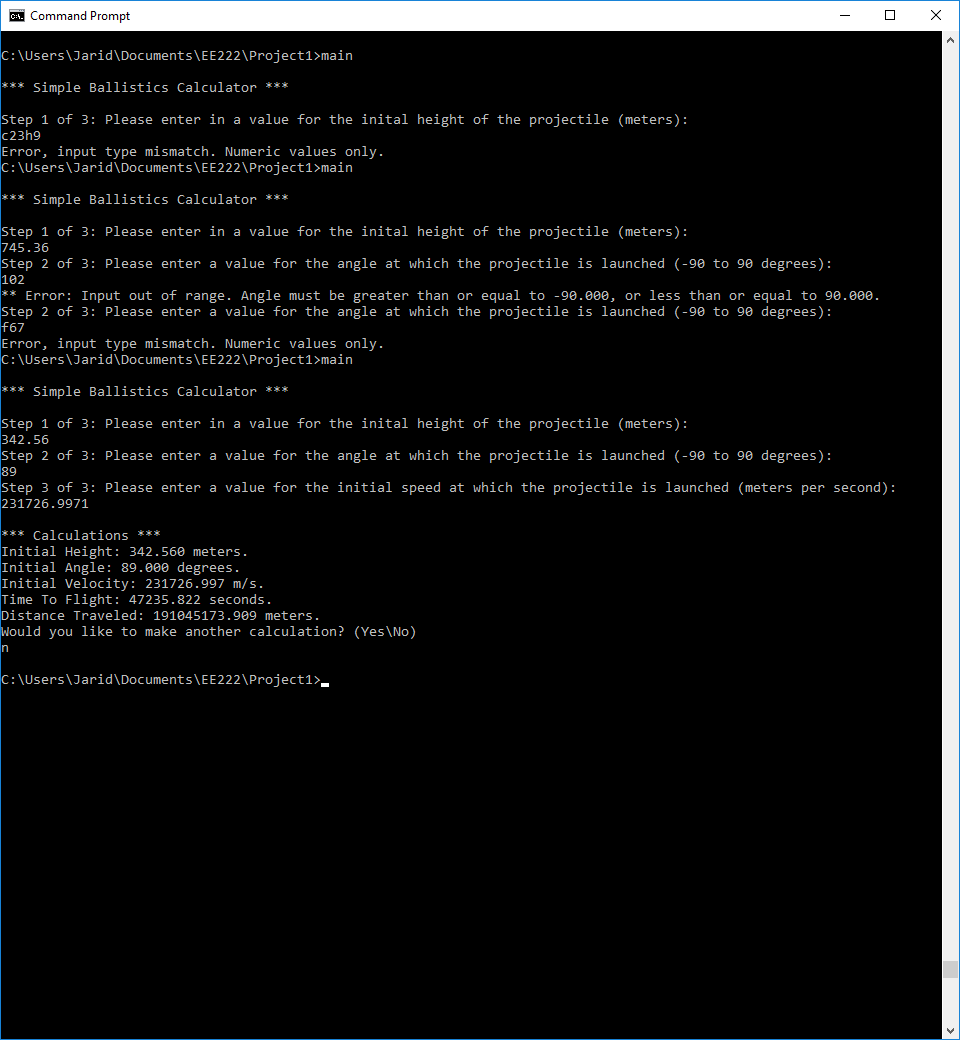 Command Prompt
C:\Users\Jarid\Documents\EE222\Project1>main
*** Simple Ballistics Calculator ***
Step 1 of 3: Please enter in a value for the inital height of the projectile (meters):
c23h9
Error, input type mismatch. Numeric values only.
C:\Users\Jarid\Documents\EE222\Project1>main
*** Simple Ballistics Calculator ***
Step 1 of 3: Please enter in a value for the inital height of the projectile (meters):
745.36
Step 2 of 3: Please enter a value for the angle at which the projectile is launched (-90 to 90 degrees):
102
** Error: Input out of range. Angle must be greater than or equal to -90.000, or less than or equal to 90.000.
Step 2 of 3: Please enter a value for the angle at which the projectile is launched (-90 to 90 degrees):
f67
Error, input type mismatch. Numeric values only.
C:\Users\Jarid\Documents\EE222\Project1>main
*** Simple Ballistics Calculator ***
Step 1 of 3: Please enter in a value for the inital height of the projectile (meters):
342.56
Step 2 of 3: Please enter a value for the angle at which the projectile is launched (-90 to 90 degrees):
89
Step 3 of 3: Please enter a value for the initial speed at which the projectile is launched (meters per second):
231726.9971
*** Calculations ***
Initial Height: 342.560 meters.
Initial Angle: 89.000 degrees.
Initial Velocity: 231726.997 m/s.
Time To Flight: 47235.822 seconds.
Distance Traveled: 191045173.909 meters.
Would you like to make another calculation? (Yes\No)
n
C:\Users\Jarid\Documents\EE222\Project1>